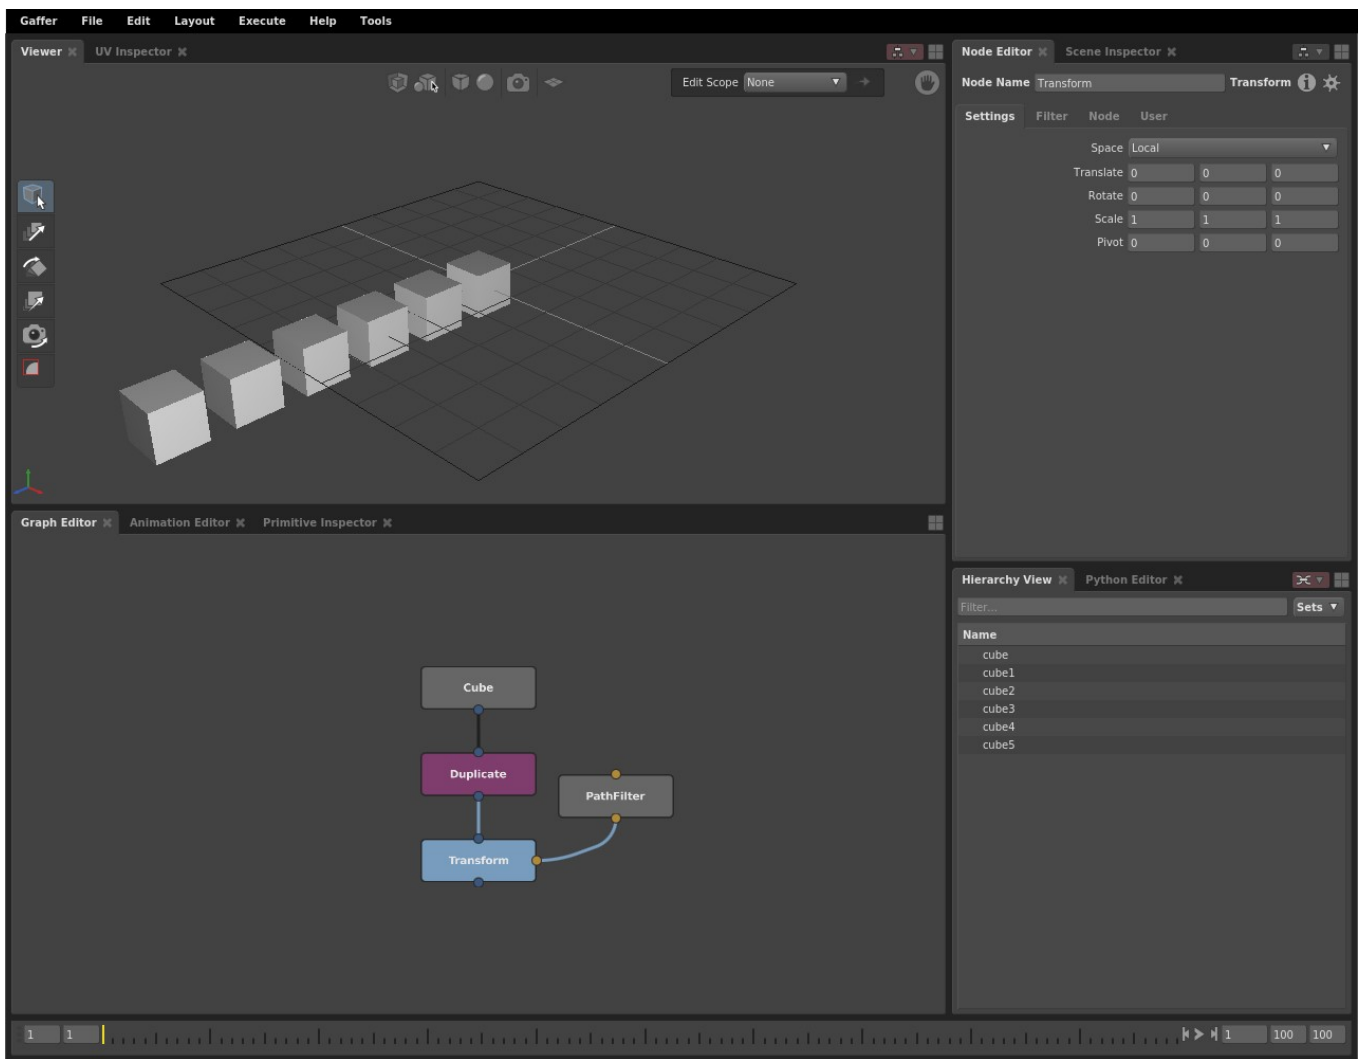 Gaffer File Edit Layout Execute Help Tools
Viewer UV Inspector
Edit Scope None
Node Editor Scene Inspector
Node Name Transform Transform
Settings Filter Node User
Space Local
Translate 0 0 0
Rotate 0 0 0
Scale 1 1 1
Pivot 0 0 0
Graph Editor Animation Editor Primitive Inspector
Cube
Duplicate
PathFilter
Transform
Hierarchy View Python Editor
Filter... Sets
Name
cube
cube1
cube2
cube3
cube4
cube5
1 1 1 100 100